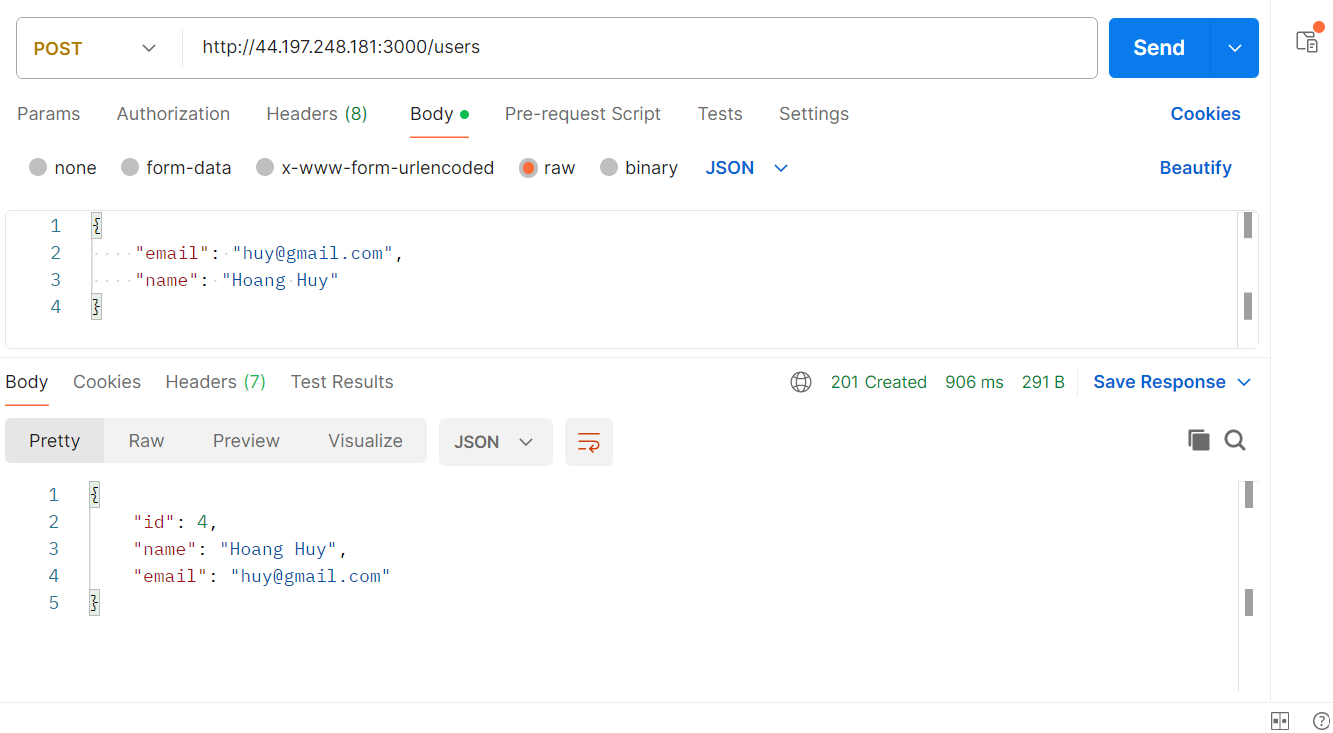 POST http://44.197.248.181:3000/users Send
Params Authorization Headers (8) Body Pre-request Script Tests Settings Cookies
none form-data x-www-form-urlencoded raw binary JSON Beautify
1 {
2 "email": "huy@gmail.com",
3 "name": "Hoang Huy"
4 }
Body Cookies Headers (7) Test Results 201 Created 906 ms 291 B Save Response
Pretty Raw Preview Visualize JSON
1 {
2 "id": 4,
3 "name": "Hoang Huy",
4 "email": "huy@gmail.com"
5 }